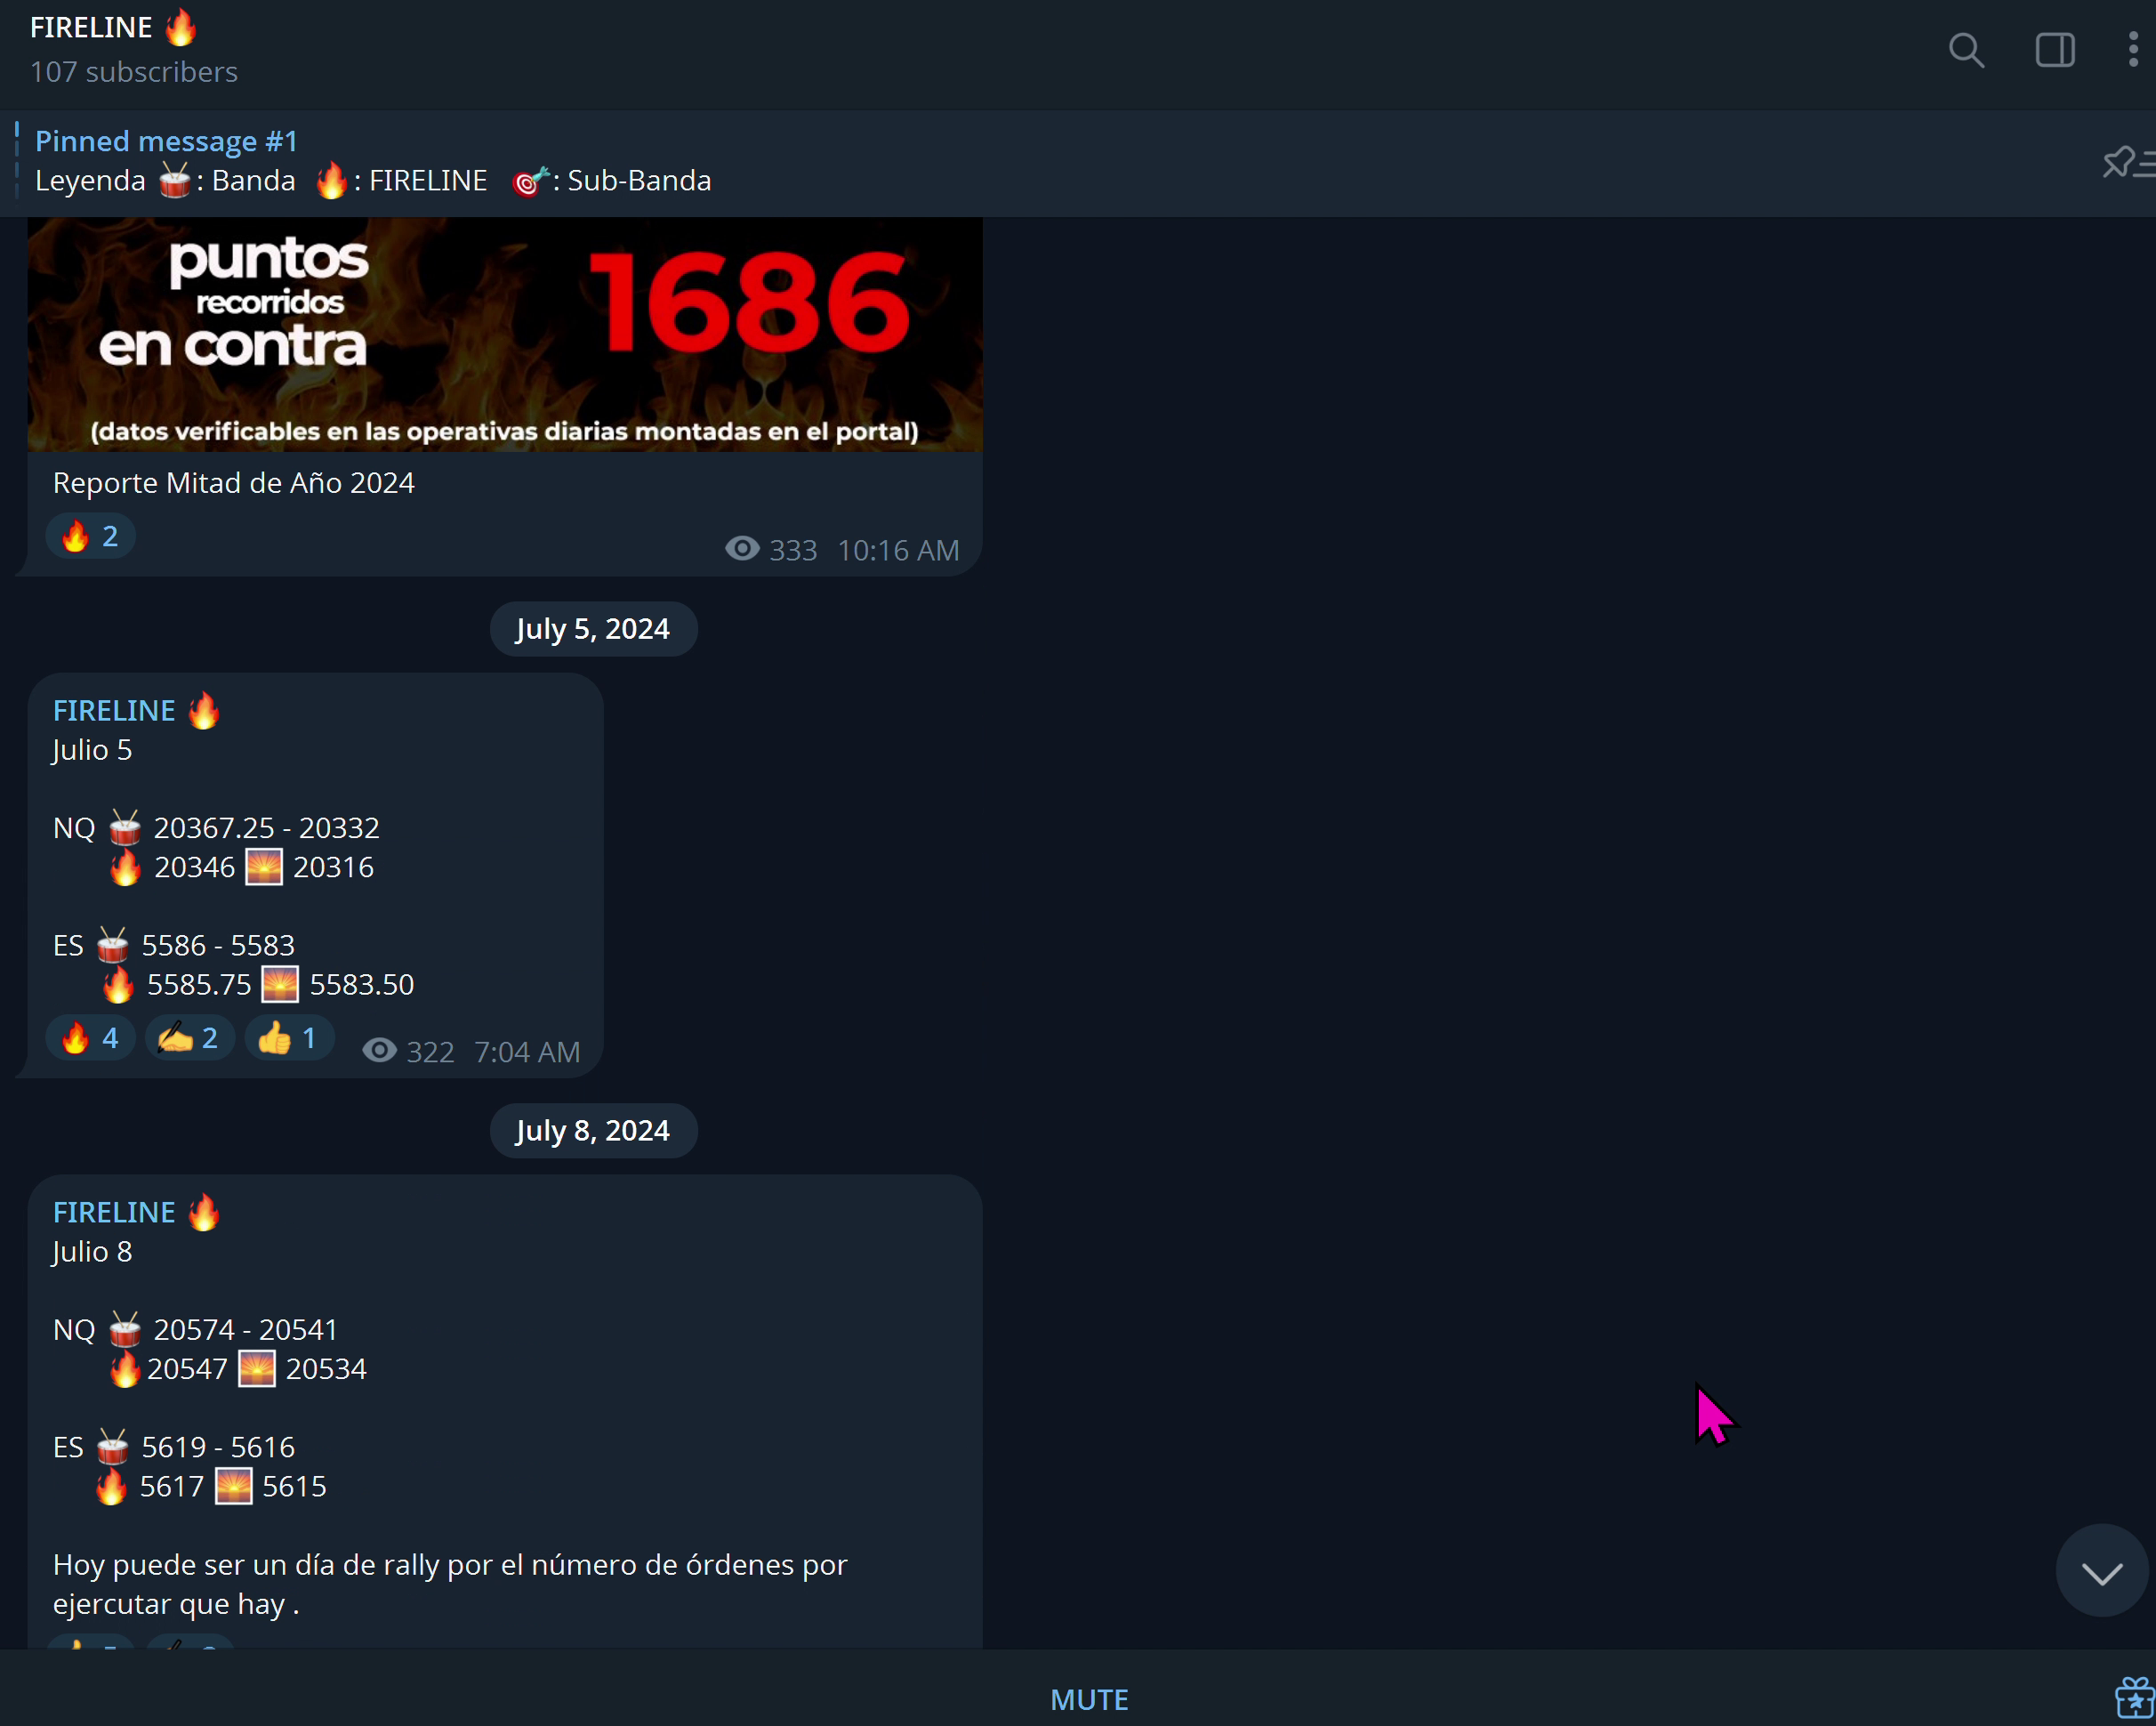 FIRELINE 🔥
107 subscribers
Pinned message #1
Leyenda 🥁: Banda 🔥: FIRELINE 🎯: Sub-Banda
puntos
recorridos
en contra
1686
(datos verificables en las operativas diarias montadas en el portal)
Reporte Mitad de Año 2024
🔥 2
333 10:16 AM
July 5, 2024
FIRELINE 🔥
Julio 5
NQ 🥁 20367.25 - 20332
🔥 20346 🌅 20316
ES 🥁 5586 - 5583
🔥 5585.75 🌅 5583.50
🔥 4 ✍ 2 👍 1 322 7:04 AM
July 8, 2024
FIRELINE 🔥
Julio 8
NQ 🥁 20574 - 20541
🔥20547 🌅 20534
ES 🥁 5619 - 5616
🔥 5617 🌅 5615
Hoy puede ser un día de rally por el número de órdenes por
ejercutar que hay .
MUTE